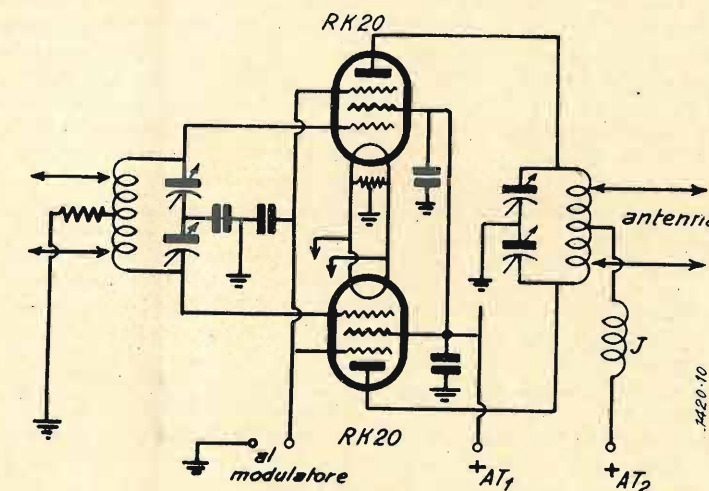 RK20
antenna
J
RK20
al
modulatore
+AT₁
+AT₂
1420-10